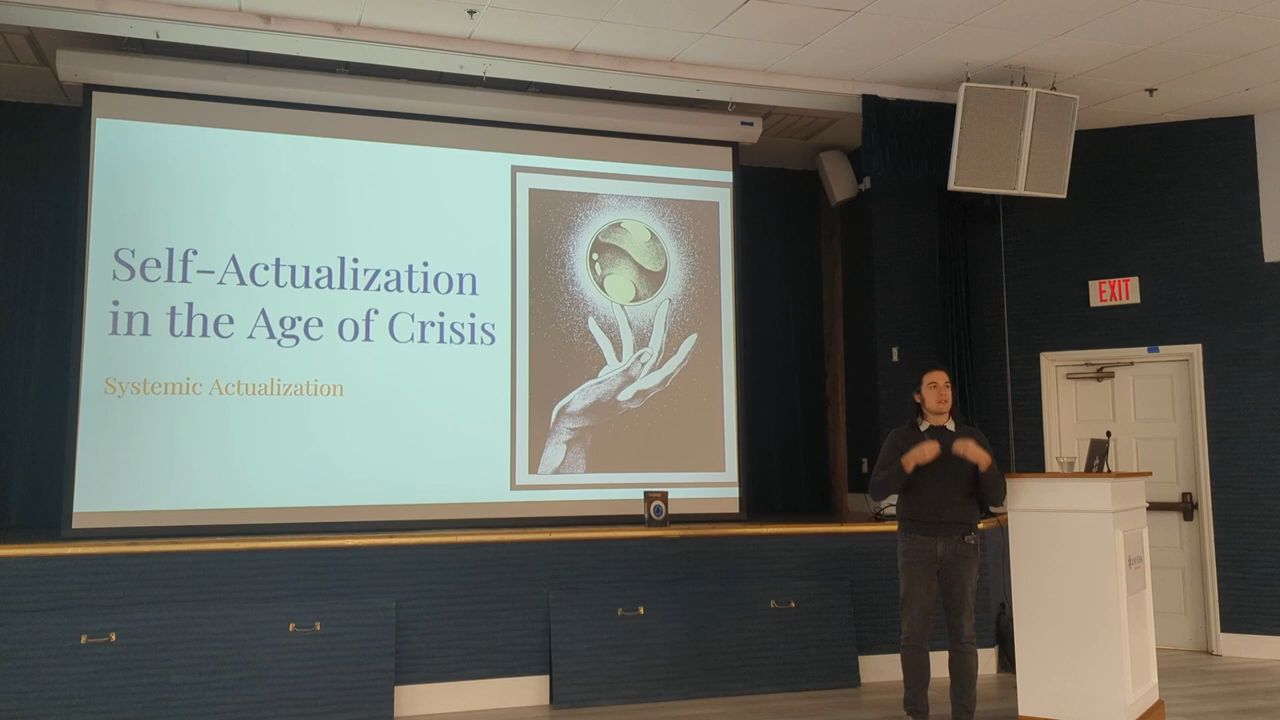 Self-Actualization
in the Age of Crisis
Systemic Actualization
EXIT